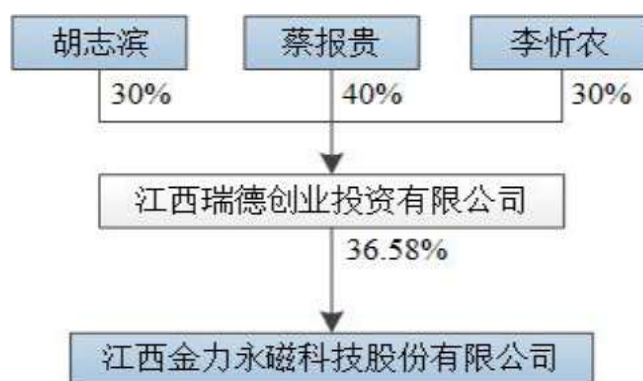 胡志滨 蔡报贵 李忻农
30% 40% 30%
江西瑞德创业投资有限公司
36.58%
江西金力永磁科技股份有限公司